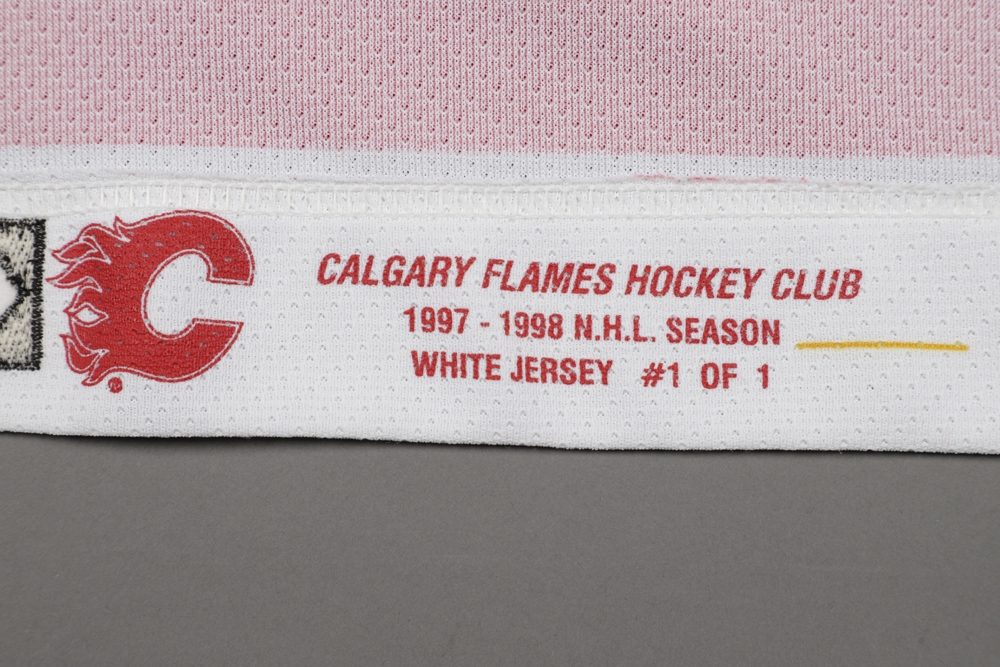 CALGARY FLAMES HOCKEY CLUB
1997 - 1998 N.H.L. SEASON
WHITE JERSEY #1 OF 1